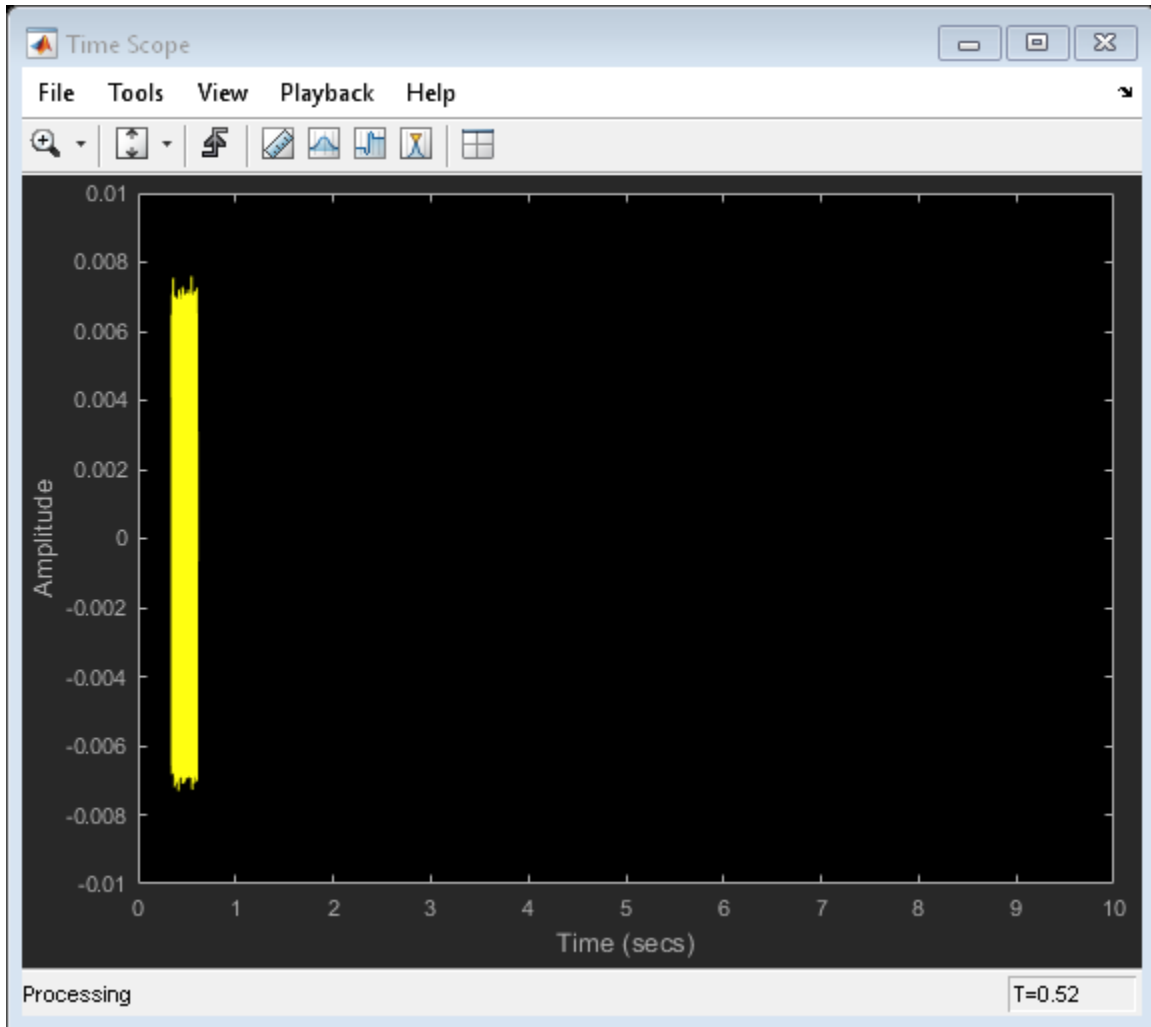 Time Scope
File Tools View Playback Help
0.01
0.008
0.006
0.004
0.002
0
-0.002
-0.004
-0.006
-0.008
-0.01
Amplitude
0 1 2 3 4 5 6 7 8 9 10
Time (secs)
Processing T=0.52